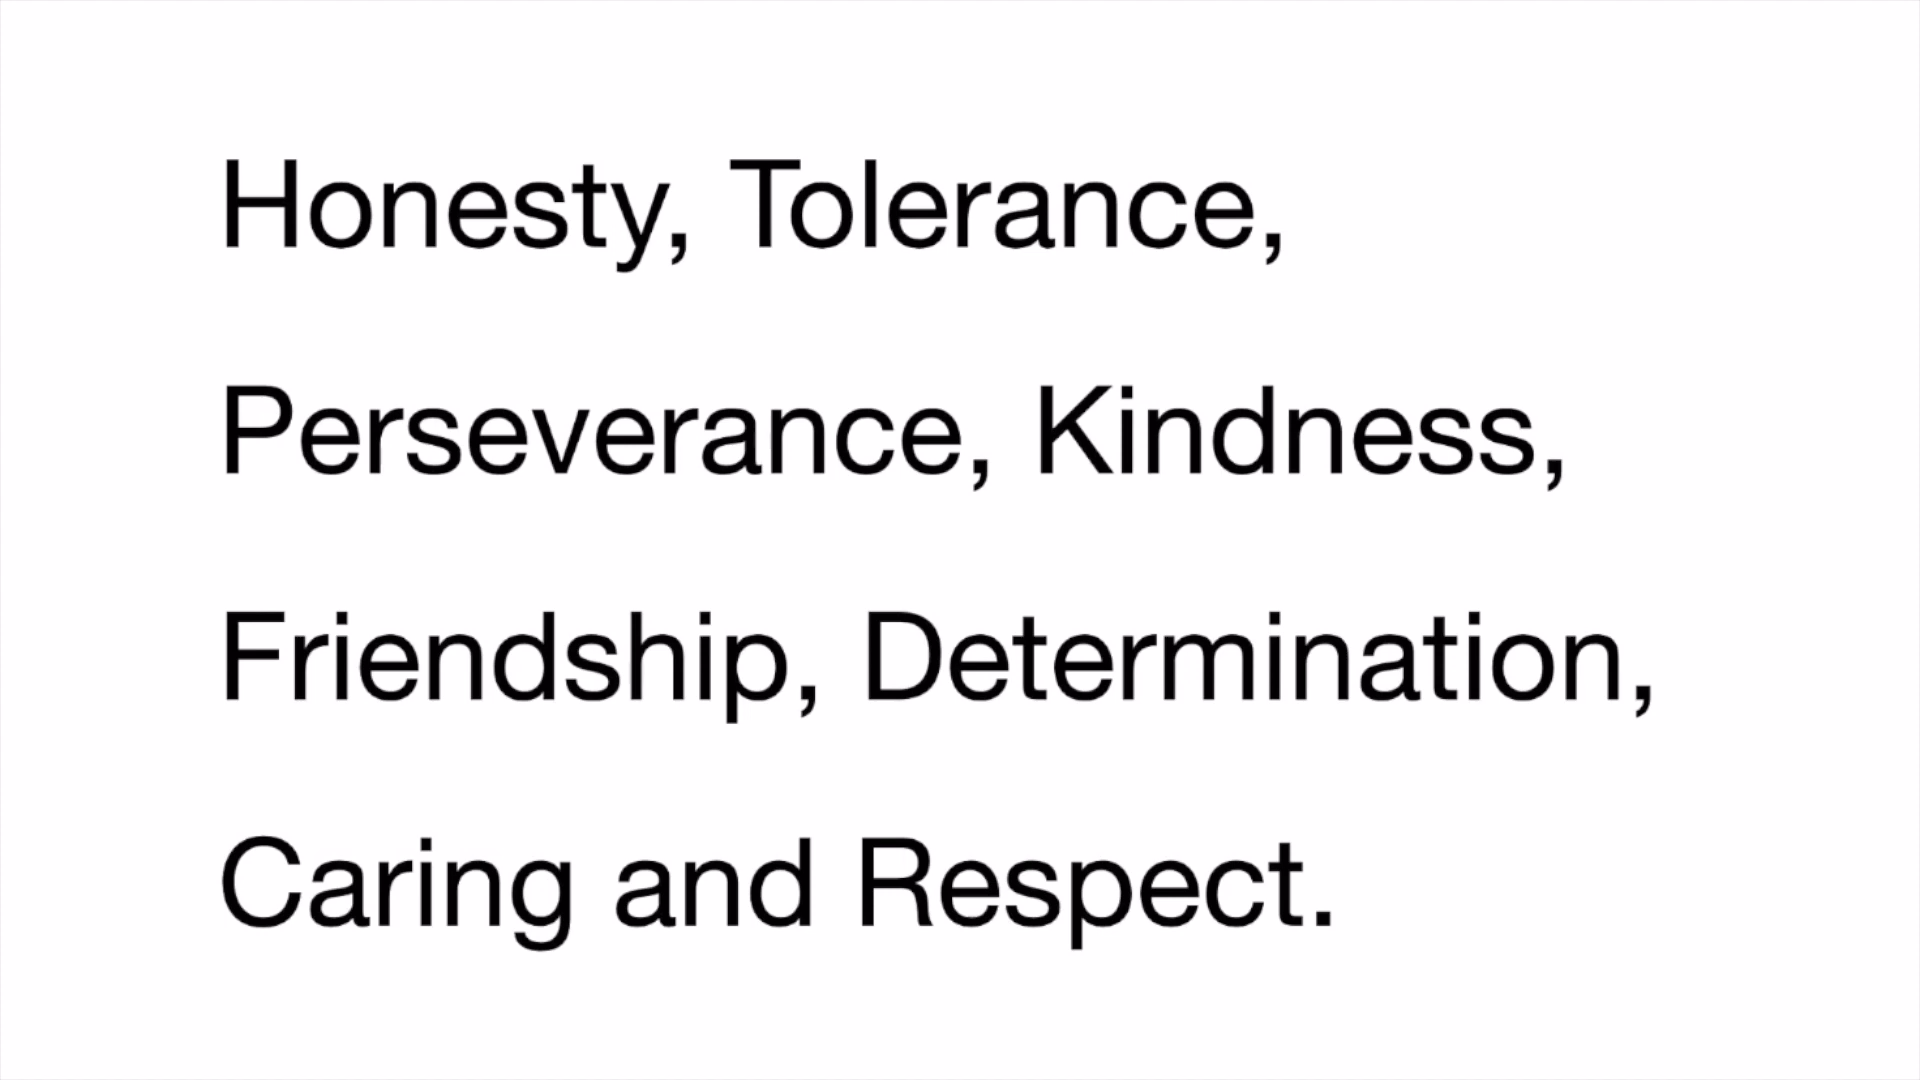 Honesty, Tolerance,
Perseverance, Kindness,
Friendship, Determination,
Caring and Respect.